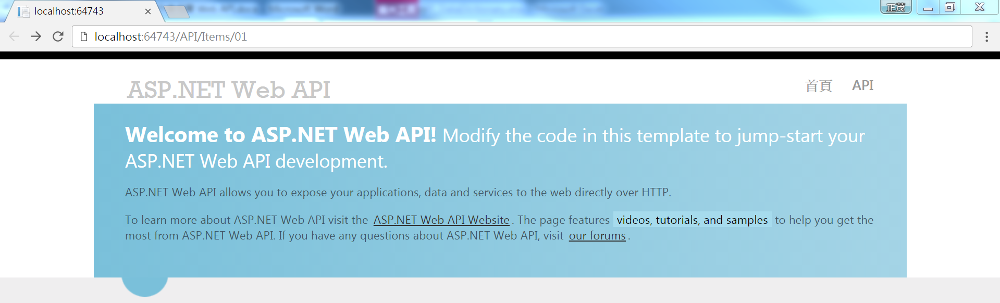 localhost:64743
正茂
localhost:64743/API/Items/01
ASP.NET Web API
首頁 API
Welcome to ASP.NET Web API! Modify the code in this template to jump-start your
ASP.NET Web API development.
ASP.NET Web API allows you to expose your applications, data and services to the web directly over HTTP.
To learn more about ASP.NET Web API visit the ASP.NET Web API Website. The page features videos, tutorials, and samples to help you get the
most from ASP.NET Web API. If you have any questions about ASP.NET Web API, visit our forums.